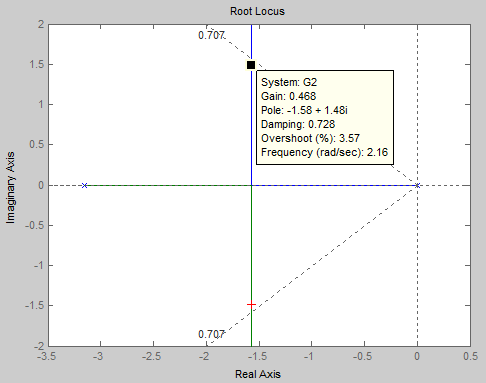 Root Locus
2
1.5
1
0.5
0
-0.5
-1
-1.5
-2
0.707
System: G2
Gain: 0.468
Pole: -1.58 + 1.48i
Damping: 0.728
Overshoot (%): 3.57
Frequency (rad/sec): 2.16
0.707
-3.5
-3
-2.5
-2
-1.5
-1
-0.5
0
0.5
Imaginary Axis
Real Axis